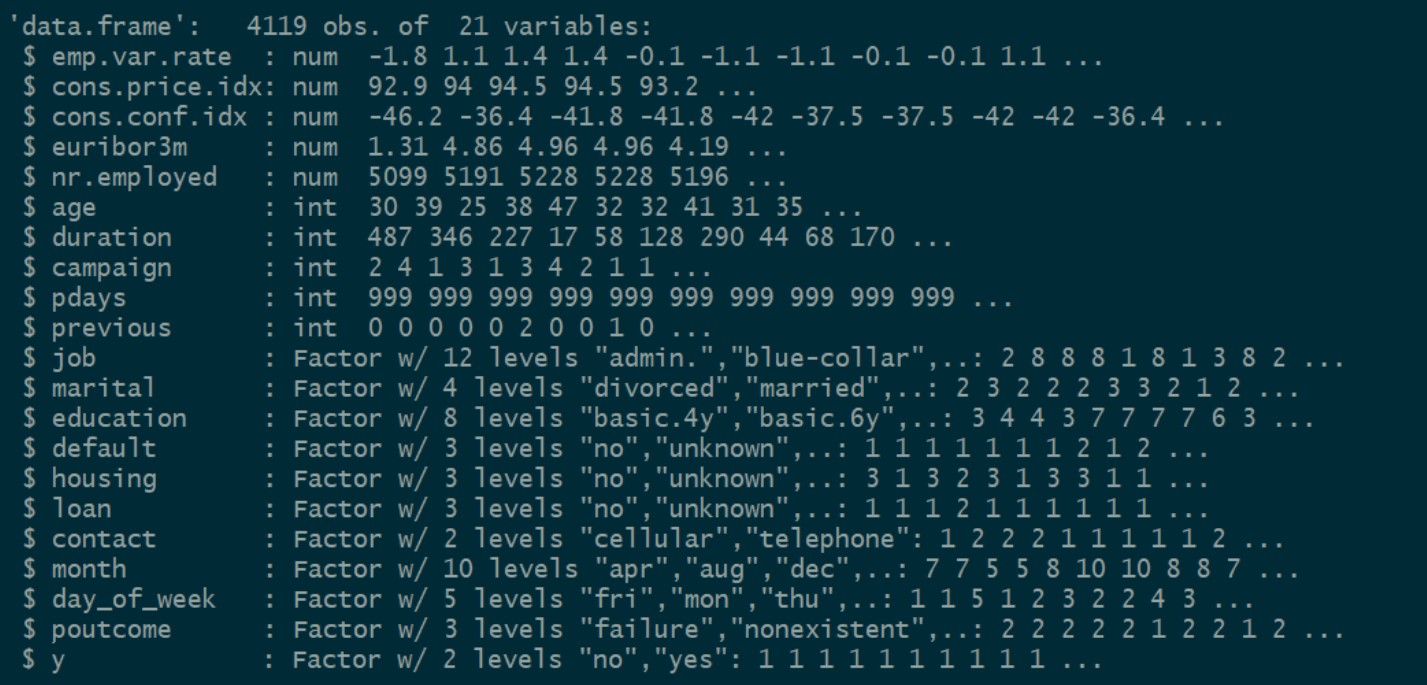 'data.frame':   4119 obs. of  21 variables:
 $ emp.var.rate  : num  -1.8 1.1 1.4 1.4 -0.1 -1.1 -1.1 -0.1 -0.1 1.1 ...
 $ cons.price.idx: num  92.9 94 94.5 94.5 93.2 ...
 $ cons.conf.idx : num  -46.2 -36.4 -41.8 -41.8 -42 -37.5 -37.5 -42 -42 -36.4 ...
 $ euribor3m     : num  1.31 4.86 4.96 4.96 4.19 ...
 $ nr.employed   : num  5099 5191 5228 5228 5196 ...
 $ age           : int  30 39 25 38 47 32 32 41 31 35 ...
 $ duration      : int  487 346 227 17 58 128 290 44 68 170 ...
 $ campaign      : int  2 4 1 3 1 3 4 2 1 1 ...
 $ pdays         : int  999 999 999 999 999 999 999 999 999 999 ...
 $ previous      : int  0 0 0 0 0 2 0 0 1 0 ...
 $ job           : Factor w/ 12 levels "admin.","blue-collar",..: 2 8 8 8 1 8 1 3 8 2 ...
 $ marital       : Factor w/ 4 levels "divorced","married",..: 2 3 2 2 2 3 3 2 1 2 ...
 $ education     : Factor w/ 8 levels "basic.4y","basic.6y",..: 3 4 4 3 7 7 7 7 6 3 ...
 $ default       : Factor w/ 3 levels "no","unknown",..: 1 1 1 1 1 1 1 2 1 2 ...
 $ housing       : Factor w/ 3 levels "no","unknown",..: 3 1 3 2 3 1 3 3 1 1 ...
 $ loan          : Factor w/ 3 levels "no","unknown",..: 1 1 1 2 1 1 1 1 1 1 ...
 $ contact       : Factor w/ 2 levels "cellular","telephone": 1 2 2 2 1 1 1 1 1 2 ...
 $ month         : Factor w/ 10 levels "apr","aug","dec",..: 7 7 5 5 8 10 10 8 8 7 ...
 $ day_of_week   : Factor w/ 5 levels "fri","mon","thu",..: 1 1 5 1 2 3 2 2 4 3 ...
 $ poutcome      : Factor w/ 3 levels "failure","nonexistent",..: 2 2 2 2 2 1 2 2 1 2 ...
 $ y             : Factor w/ 2 levels "no","yes": 1 1 1 1 1 1 1 1 1 1 ...